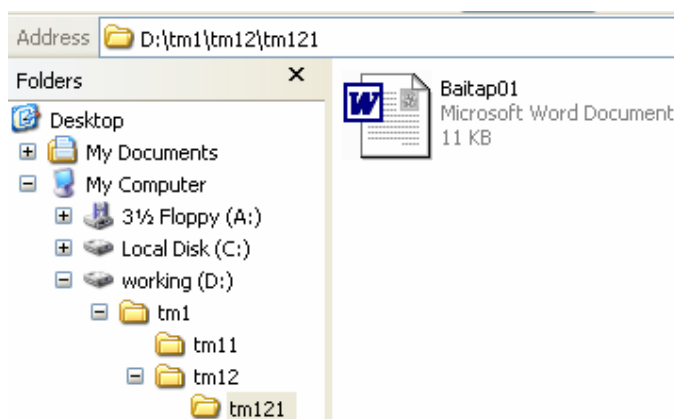 Address D:\tm1\tm12\tm121
Folders
Desktop
My Documents
My Computer
3½ Floppy (A:)
Local Disk (C:)
working (D:)
tm1
tm11
tm12
tm121
Baitap01
Microsoft Word Document
11 KB